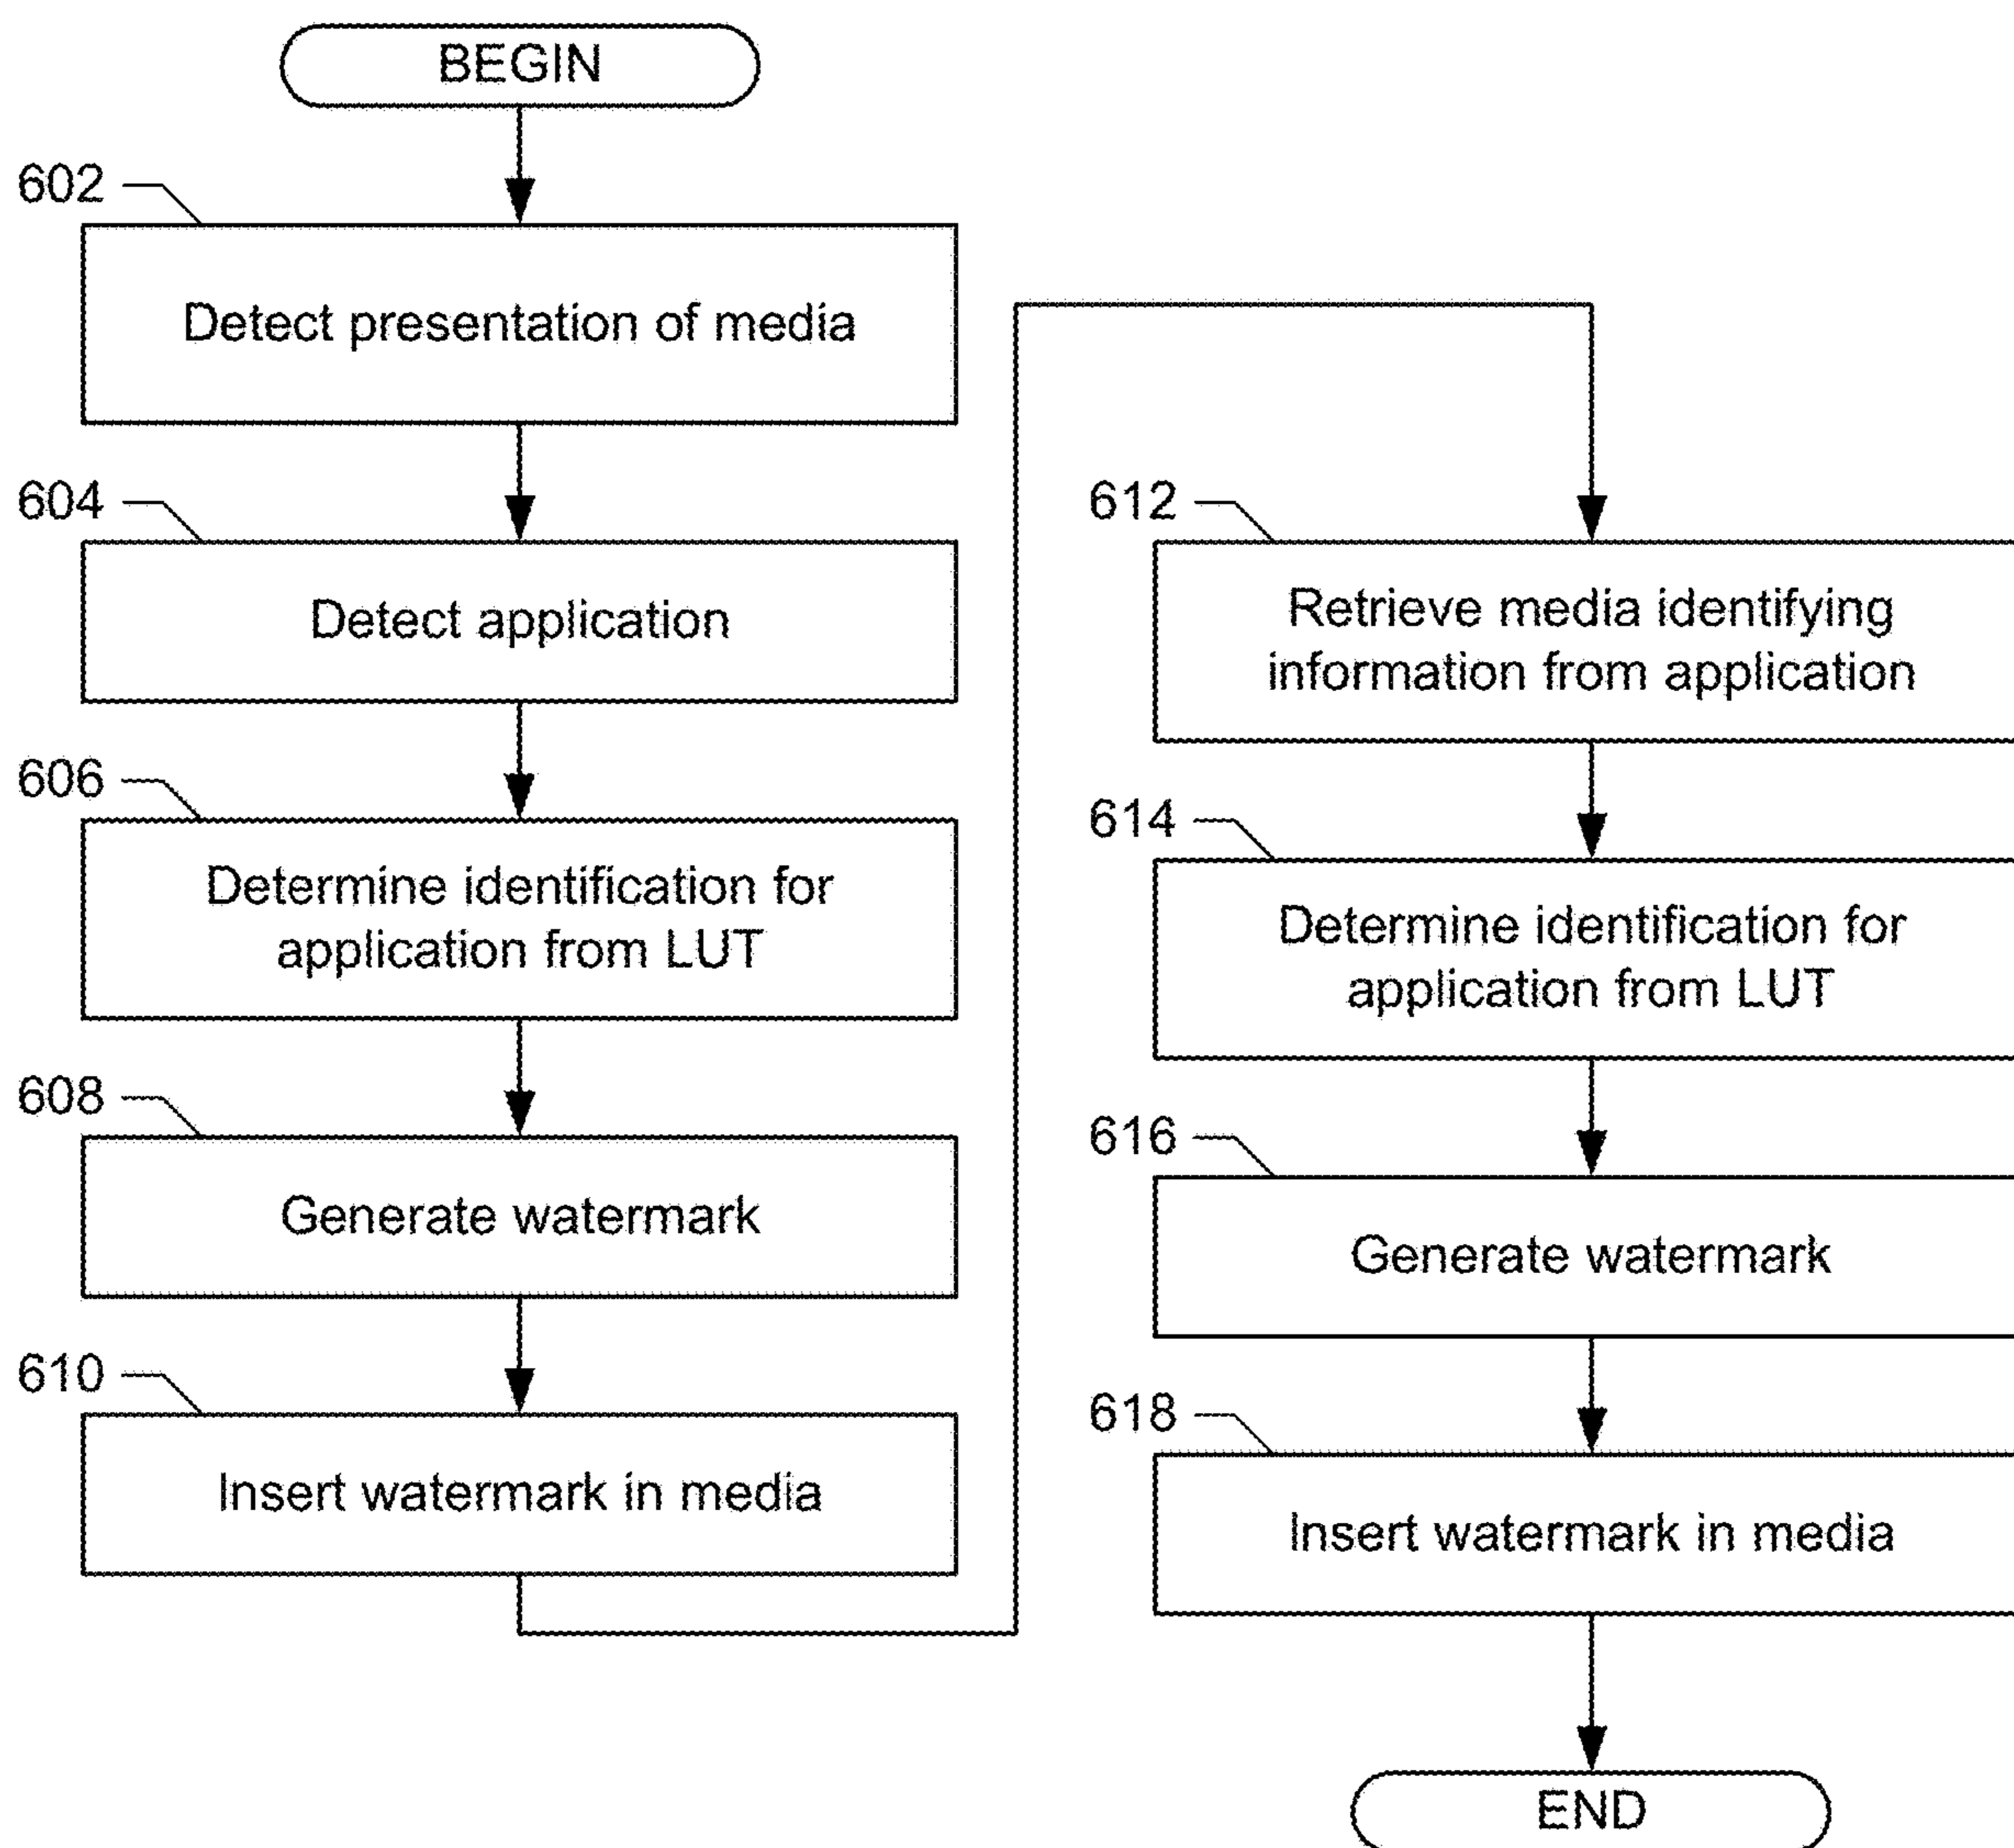 BEGIN
602
Detect presentation of media
604
Detect application
606
Determine identification for
application from LUT
608
Generate watermark
610
Insert watermark in media
612
Retrieve media identifying
information from application
614
Determine identification for
application from LUT
616
Generate watermark
618
Insert watermark in media
END